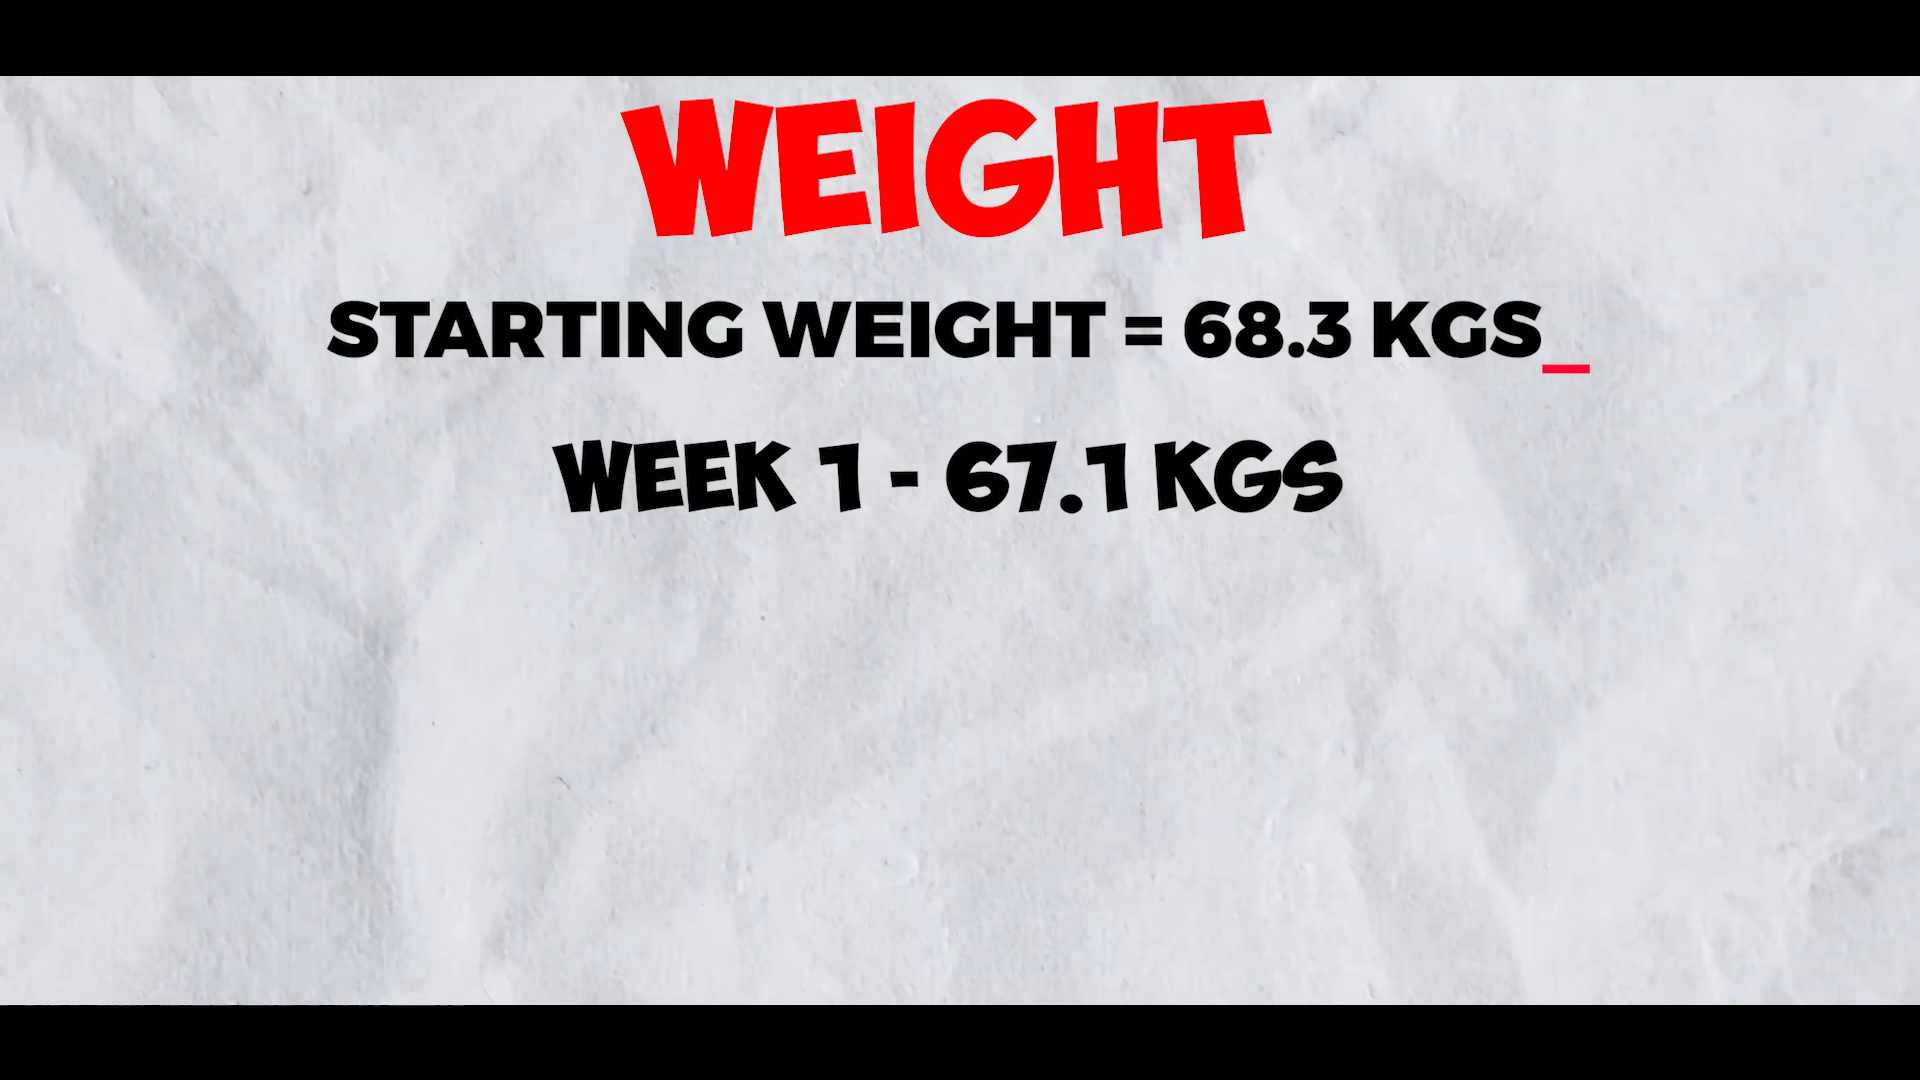 WEIGHT
STARTING WEIGHT = 68.3 KGS_
WEEK 1 - 67.1 KGS